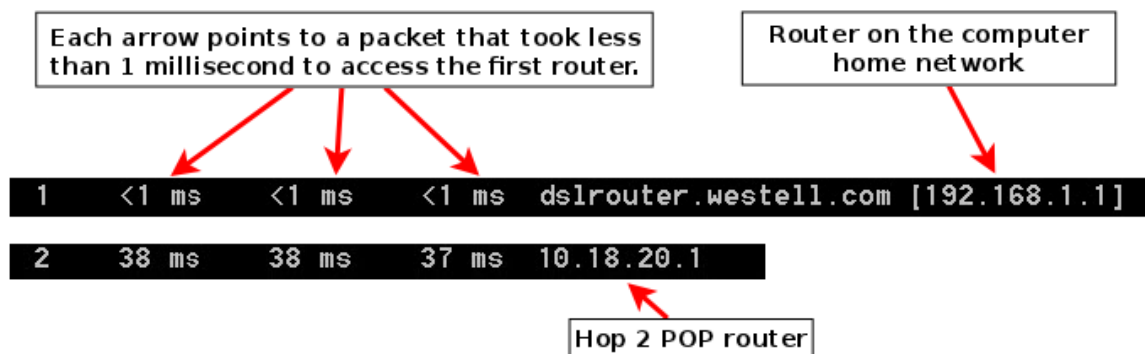 Each arrow points to a packet that took less
than 1 millisecond to access the first router.
Router on the computer
home network
1 <1 ms <1 ms <1 ms dslrouter.westell.com [192.168.1.1]
2 38 ms 38 ms 37 ms 10.18.20.1
Hop 2 POP router